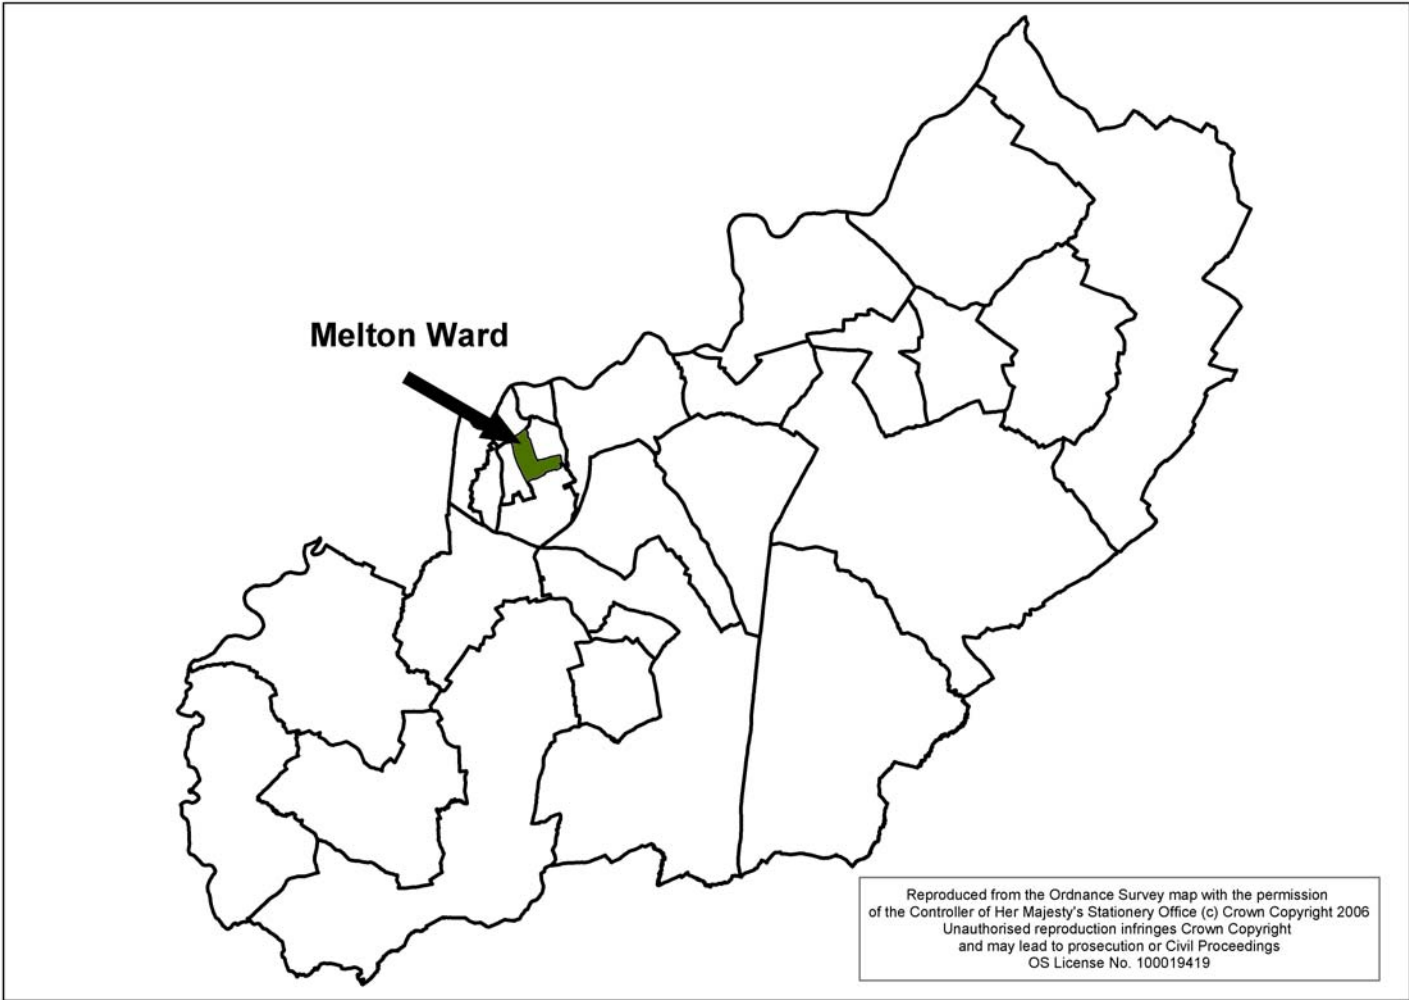 Melton Ward
Reproduced from the Ordnance Survey map with the permission
of the Controller of Her Majesty's Stationery Office (c) Crown Copyright 2006
Unauthorised reproduction infringes Crown Copyright
and may lead to prosecution or Civil Proceedings
OS License No. 100019419